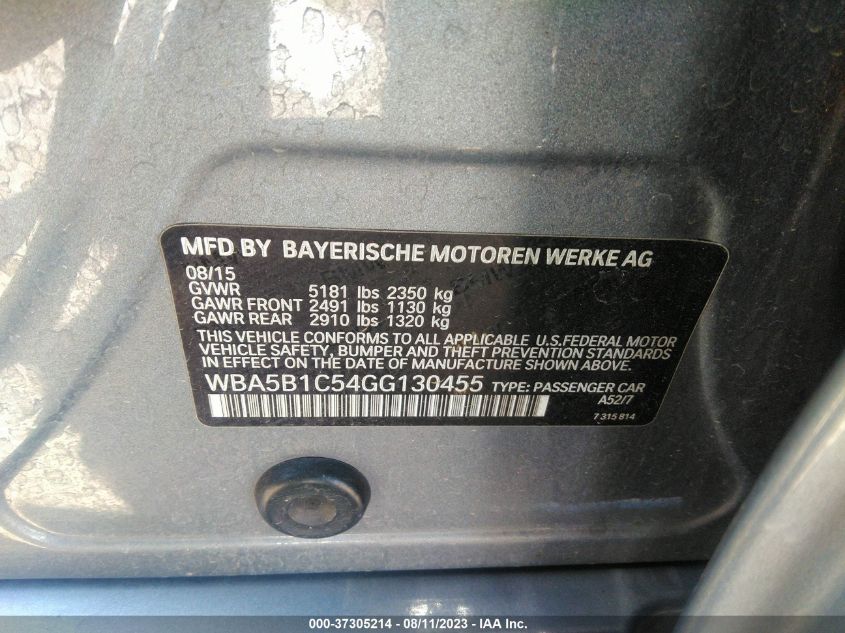 MFD BY BAYERISCHE MOTOREN WERKE AG
08/15
GVWR 5181 lbs 2350 kg
GAWR FRONT 2491 lbs 1130 kg
GAWR REAR 2910 lbs 1320 kg
THIS VEHICLE CONFORMS TO ALL APPLICABLE U.S.FEDERAL MOTOR
VEHICLE SAFETY, BUMPER AND THEFT PREVENTION STANDARDS
IN EFFECT ON THE DATE OF MANUFACTURE SHOWN ABOVE.
WBA5B1C54GG130455 TYPE: PASSENGER CAR
A52/7
7 315 814
000-37305214 - 08/11/2023 - IAA Inc.